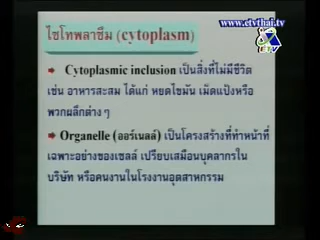 www.etvthai.tv
ETV
ไซโทพลาซึม (cytoplasm)
Cytoplasmic inclusion เป็นสิ่งที่ไม่มีชีวิต
เช่น อาหารสะสม ได้แก่ หยดไขมัน เม็ดแป้งหรือ
พวกผลึกต่าง ๆ
Organelle (ออร์แนลล์) เป็นโครงสร้างที่ทำหน้าที่
เฉพาะอย่างของเซลล์ เปรียบเสมือนบุคลากรใน
บริษัท หรือคนงานในโรงงานอุตสาหกรรม